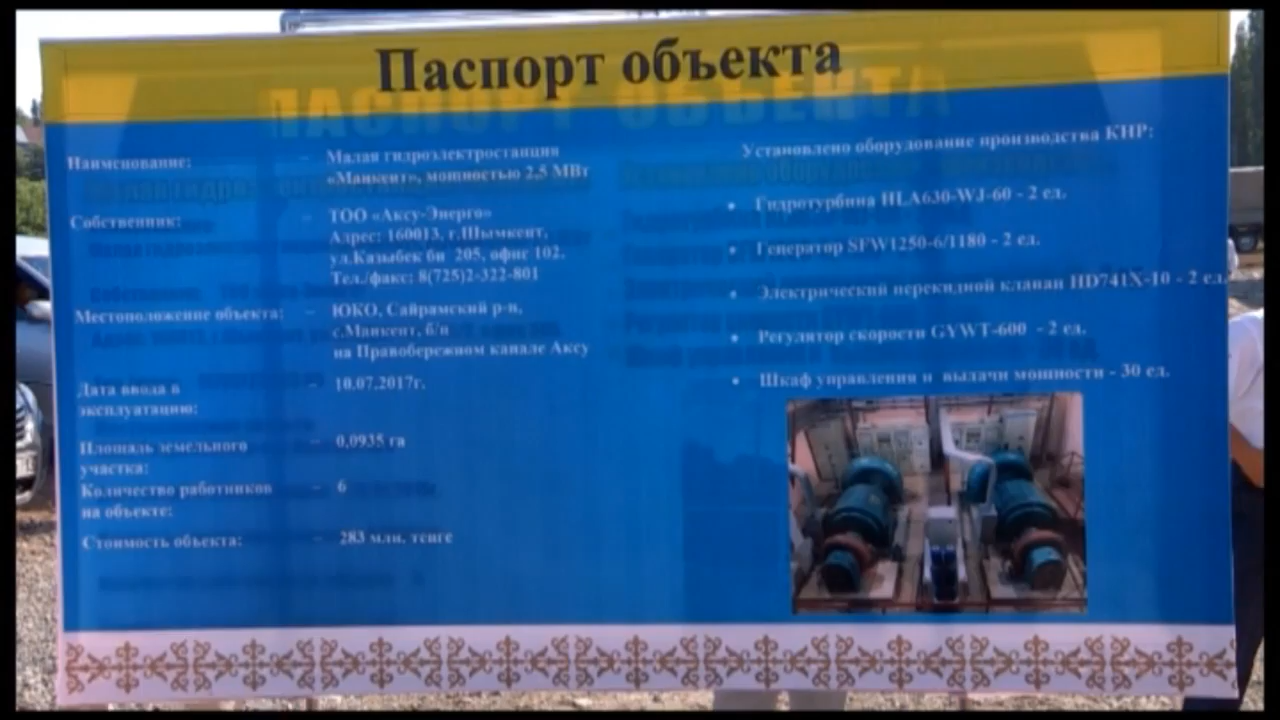 Паспорт объекта
Наименование: – Малая гидроэлектростанция
«Манкент», мощностью 2,5 МВт
Собственник: – ТОО «Аксу-Энерго»
Адрес: 160013, г.Шымкент,
ул.Казыбек би 205, офис 102.
Тел./факс: 8(725)2-322-801
Местоположение объекта: – ЮКО, Сайрамский р-н,
с.Манкент, б/н
на Правобережном канале Аксу
Дата ввода в – 10.07.2017г.
эксплуатацию:
Площадь земельного – 0,0935 га
участка:
Количество работников – 6
на объекте:
Стоимость объекта: – 283 млн. тенге
Установлено оборудование производства КНР:
• Гидротурбина HLA630-WJ-60 - 2 ед.
• Генератор SFW1250-6/1180 - 2 ед.
• Электрический перекидной клапан HD741X-10 - 2 ед.
• Регулятор скорости GYWT-600 - 2 ед.
• Шкаф управления и выдачи мощности - 30 ед.
ПАСПОРТ ОБЪЕКТА